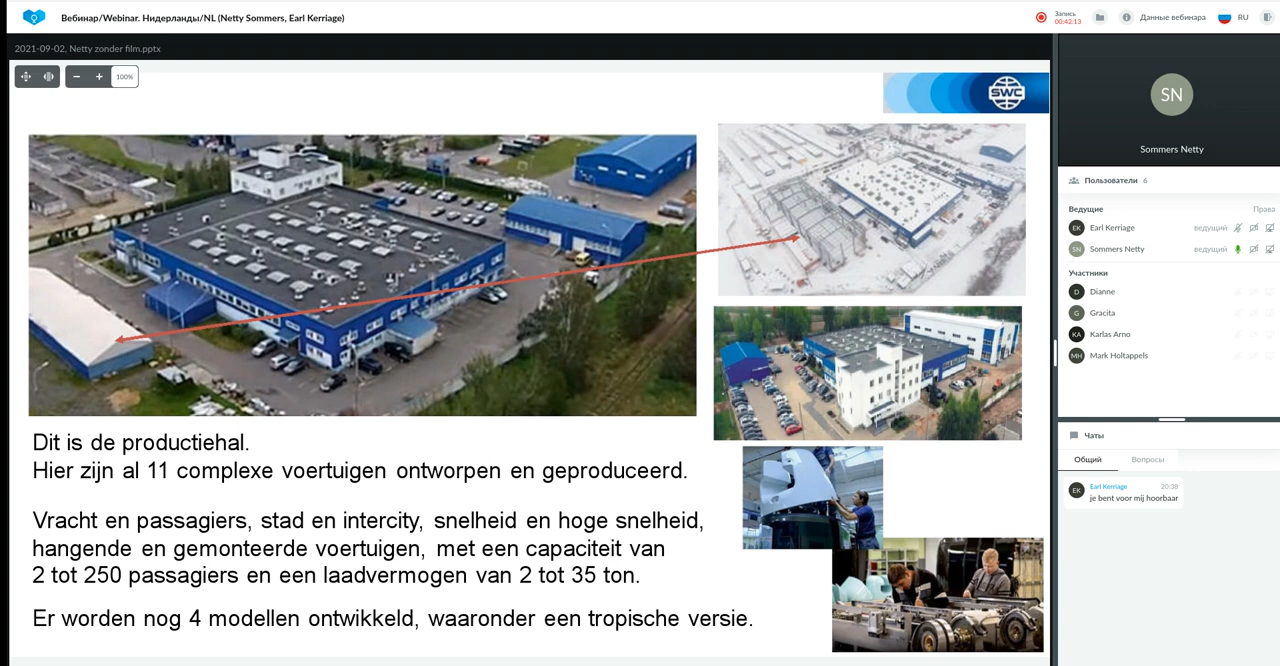 Вебинар/Webinar. Нидерланды/NL (Netty Sommers, Earl Kerriage)
Запись
00:42:13
Данные вебинара
RU
2021-09-02, Netty zonder film.pptx
100%
SWC
Dit is de productiehal.
Hier zijn al 11 complexe voertuigen ontworpen en geproduceerd.
Vracht en passagiers, stad en intercity, snelheid en hoge snelheid,
hangende en gemonteerde voertuigen, met een capaciteit van
2 tot 250 passagiers en een laadvermogen van 2 tot 35 ton.
Er worden nog 4 modellen ontwikkeld, waaronder een tropische versie.
SN
Sommers Netty
Пользователи 6
Ведущие Права
EK Earl Kerriage ведущий
SN Sommers Netty ведущий
Участники
D Dianne
G Gracita
KA Karlas Arno
MH Mark Holtappels
Чаты
Общий Вопросы
EK Earl Kerriage 20:38
je bent voor mij hoorbaar